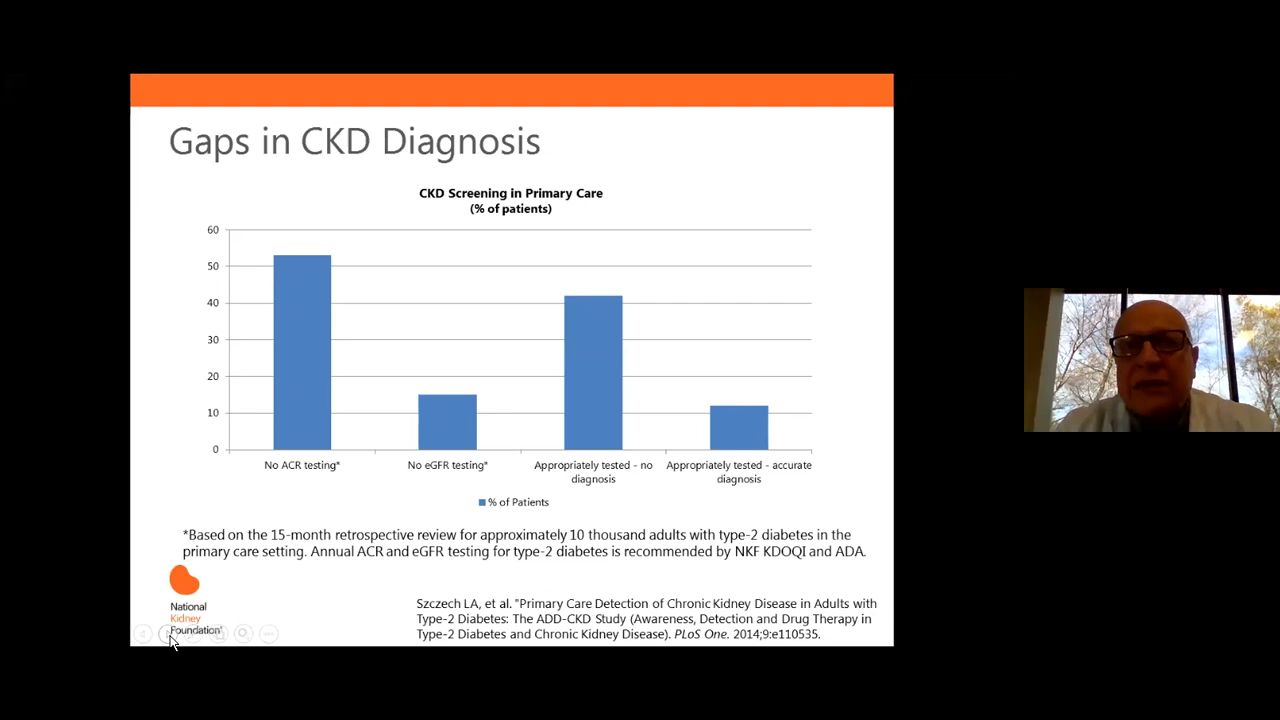 Gaps in CKD Diagnosis
CKD Screening in Primary Care
(% of patients)
60
50
40
30
20
10
0
No ACR testing*
No eGFR testing*
Appropriately tested - no
diagnosis
Appropriately tested - accurate
diagnosis
% of Patients
*Based on the 15-month retrospective review for approximately 10 thousand adults with type-2 diabetes in the
primary care setting. Annual ACR and eGFR testing for type-2 diabetes is recommended by NKF KDOQI and ADA.
National
Kidney
Foundation®
Szczech LA, et al. "Primary Care Detection of Chronic Kidney Disease in Adults with
Type-2 Diabetes: The ADD-CKD Study (Awareness, Detection and Drug Therapy in
Type-2 Diabetes and Chronic Kidney Disease). PLoS One. 2014;9:e110535.